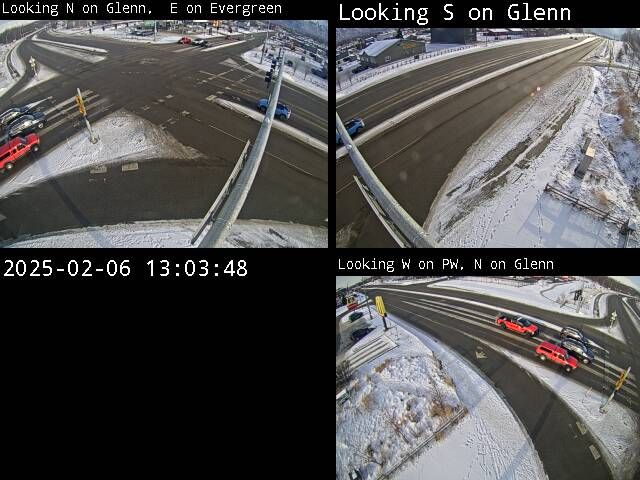 Looking N on Glenn,  E on Evergreen
Looking S on Glenn
2025-02-06 13:03:48
Looking W on PW, N on Glenn